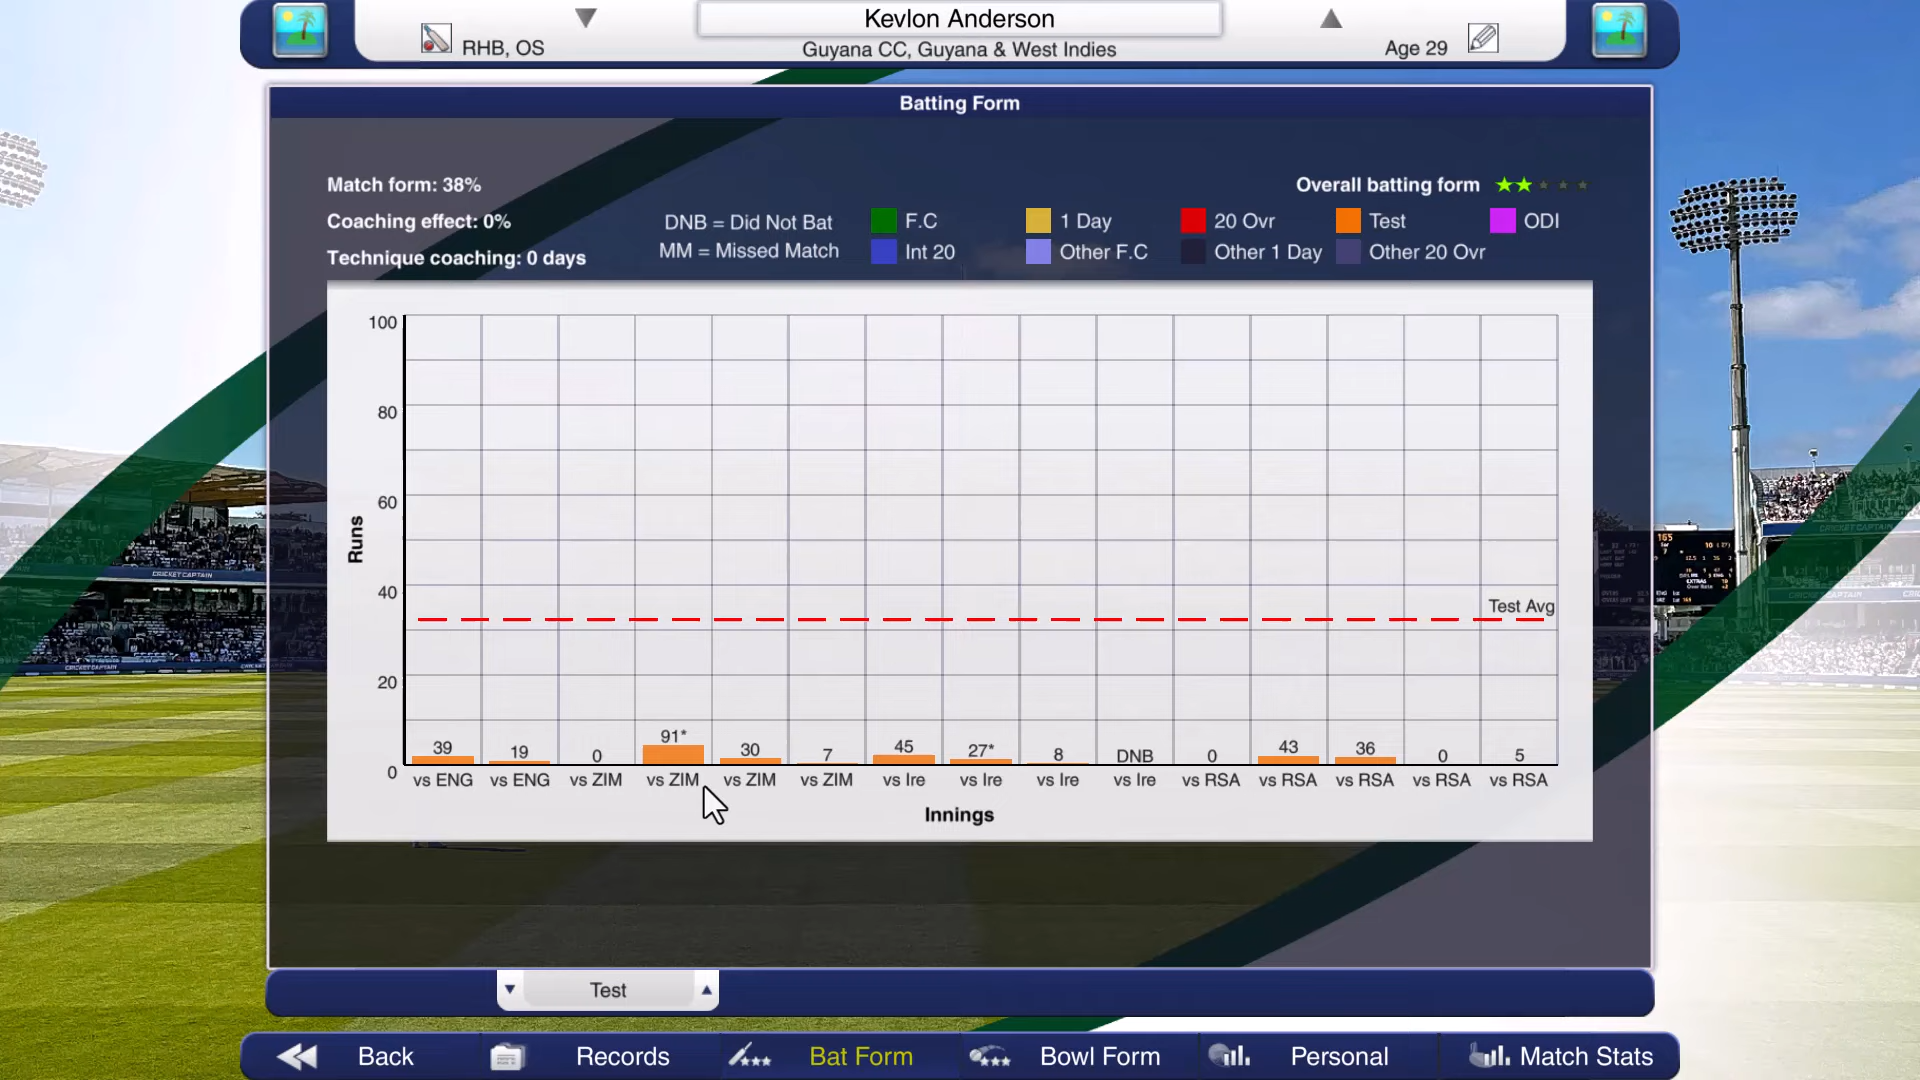 Kevlon Anderson
RHB, OS
Guyana CC, Guyana & West Indies
Age 29
Batting Form
Match form: 38%
Overall batting form
Coaching effect: 0%
Technique coaching: 0 days
DNB = Did Not Bat
MM = Missed Match
F.C
1 Day
20 Ovr
Test
ODI
Int 20
Other F.C
Other 1 Day
Other 20 Ovr
100
80
60
40
20
0
Runs
Test Avg
39 19 0 91* 30 7 45 27* 8 DNB 0 43 36 0 5
vs ENG vs ENG vs ZIM vs ZIM vs ZIM vs ZIM vs Ire vs Ire vs Ire vs Ire vs RSA vs RSA vs RSA vs RSA vs RSA
Innings
CRICKET CAPTAIN
CRICKET CAPTAIN
165
Test
Back
Records
Bat Form
Bowl Form
Personal
Match Stats